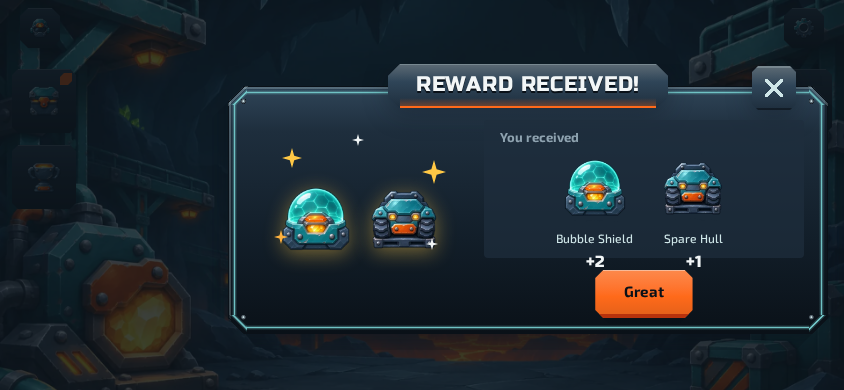 REWARD RECEIVED!
You received
Bubble Shield
Spare Hull
+2
+1
Great